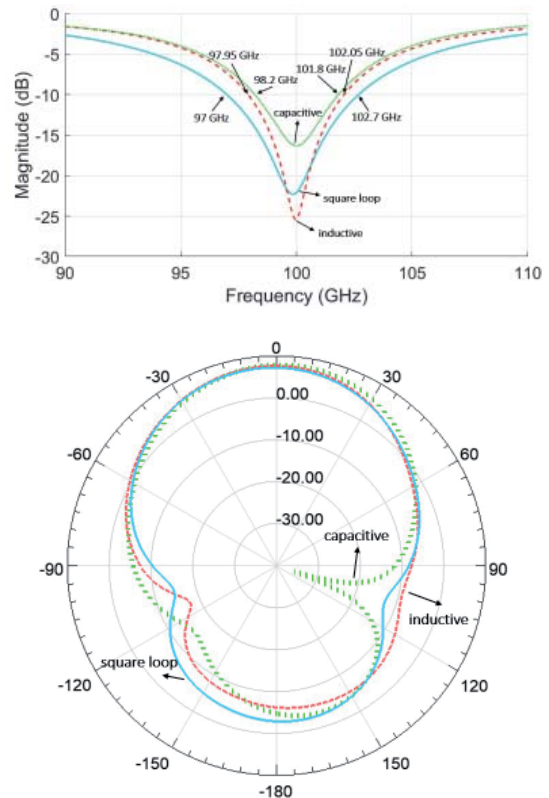 0
-5
-10
-15
-20
-25
-30
Magnitude (dB)
97.95 GHz
98.2 GHz
97 GHz
capacitive
101.8 GHz
102.05 GHz
102.7 GHz
square loop
inductive
90
95
100
105
110
Frequency (GHz)
0
-30
30
0.00
-60
60
-10.00
-20.00
-30.00
capacitive
-90
90
inductive
square loop
-120
120
-150
150
-180